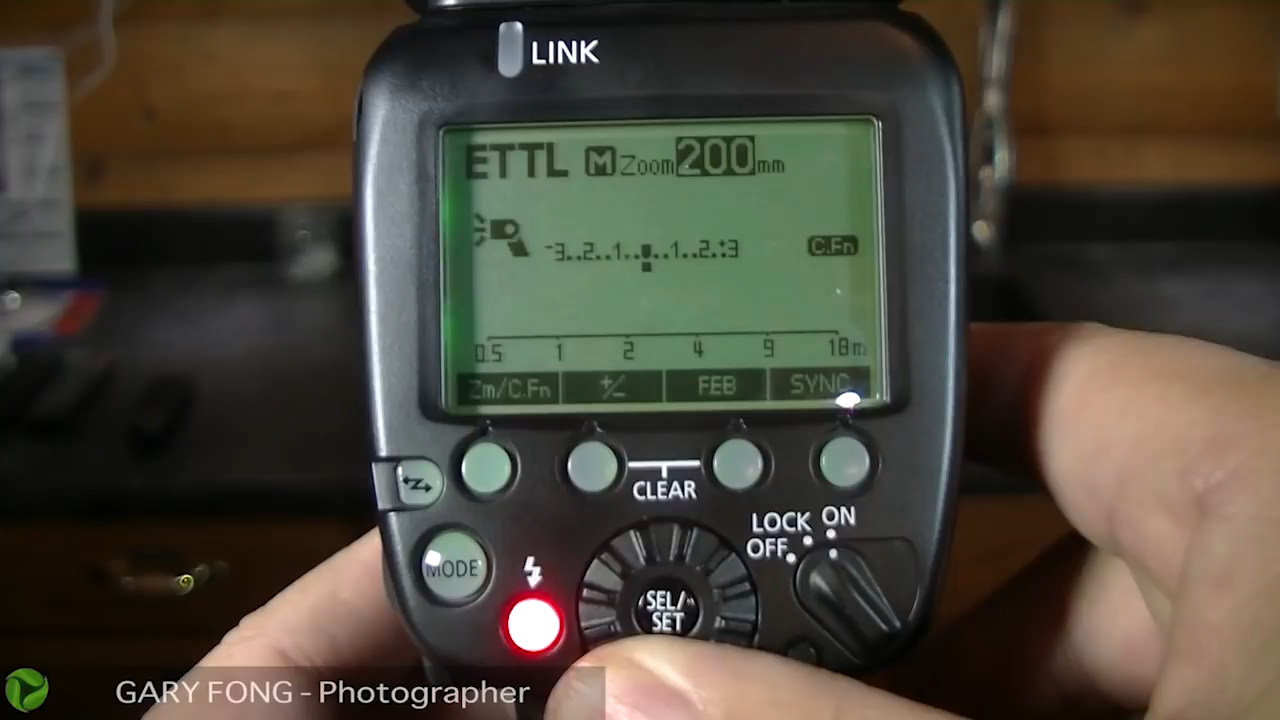 LINK
ETTL M Zoom 200 mm
-3..2..1..▮..1..2..+3 C.Fn
0.5 1 2 4 9 18m
Zm/C.Fn +/- FEB SYNC
CLEAR
LOCK ON
OFF
MODE
SEL/
SET
GARY FONG - Photographer